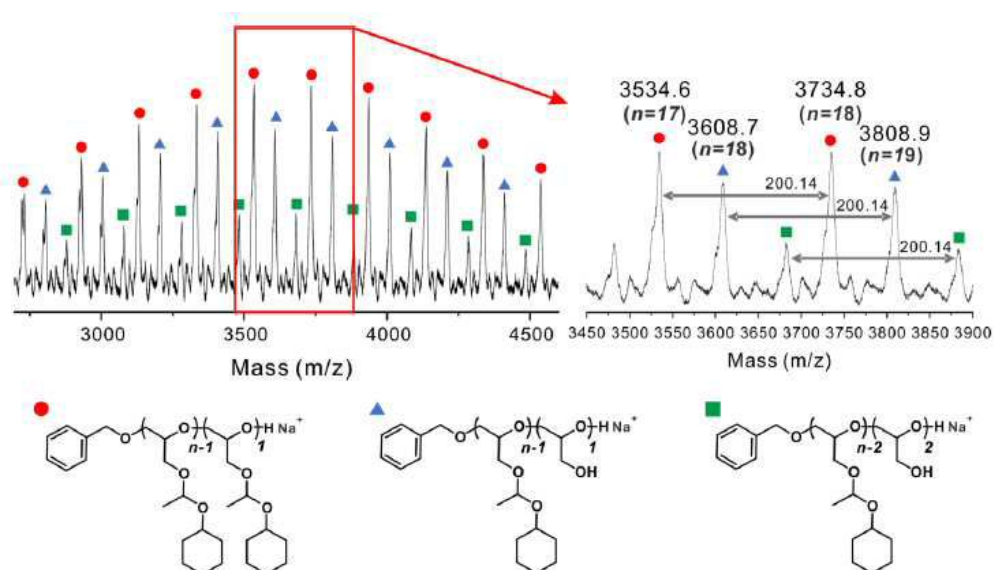 3534.6
(n=17)
3608.7
(n=18)
3734.8
(n=18)
3808.9
(n=19)
200.14
200.14
200.14
3000 3500 4000 4500
Mass (m/z)
3450 3500 3550 3600 3650 3700 3750 3800 3850 3900
Mass (m/z)
O O O H Na+
n-1 1
O O
O O
O O O H Na+
n-1 1
O OH
O
O O O H Na+
n-2 2
O OH
O